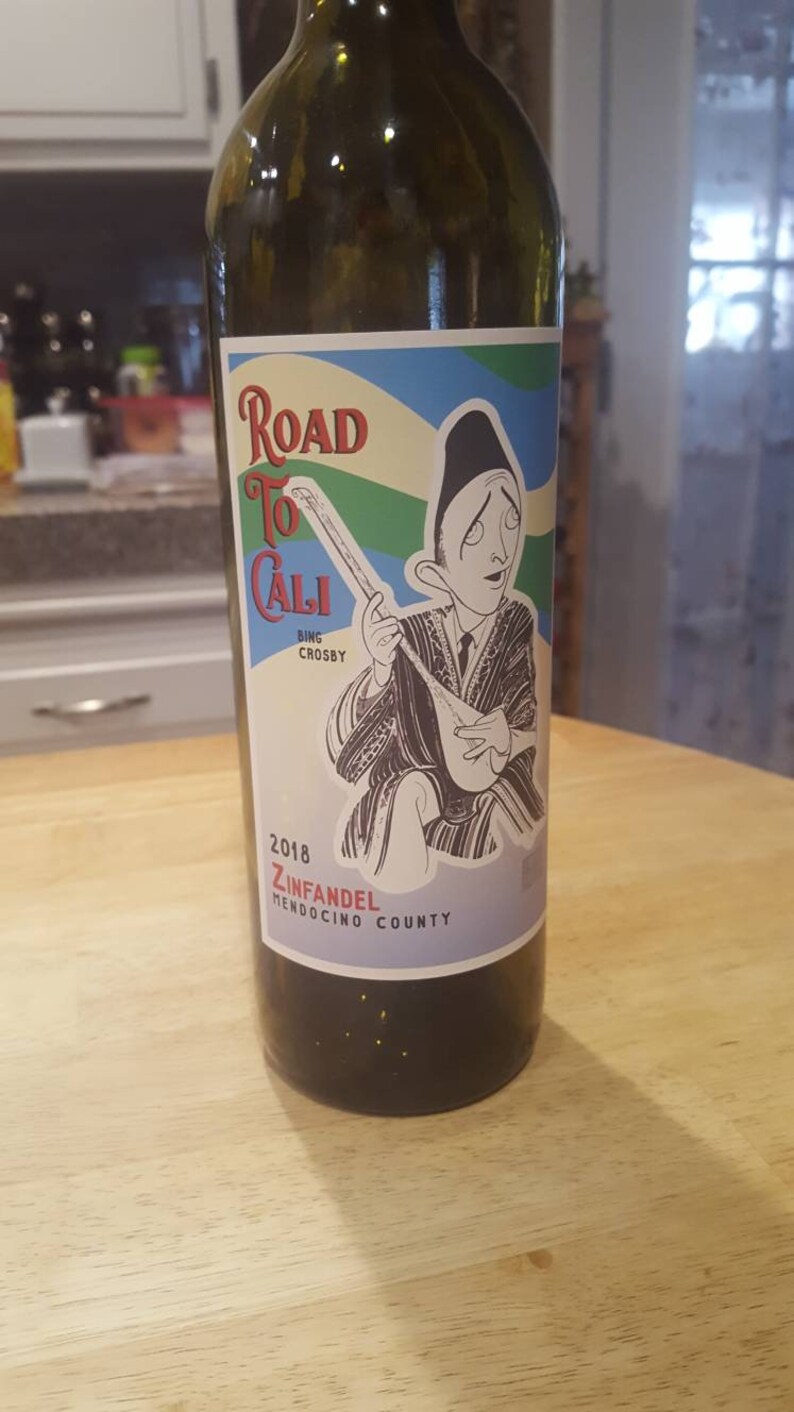 ROAD
TO
CALI
BING
CROSBY
2018
ZINFANDEL
MENDOCINO COUNTY